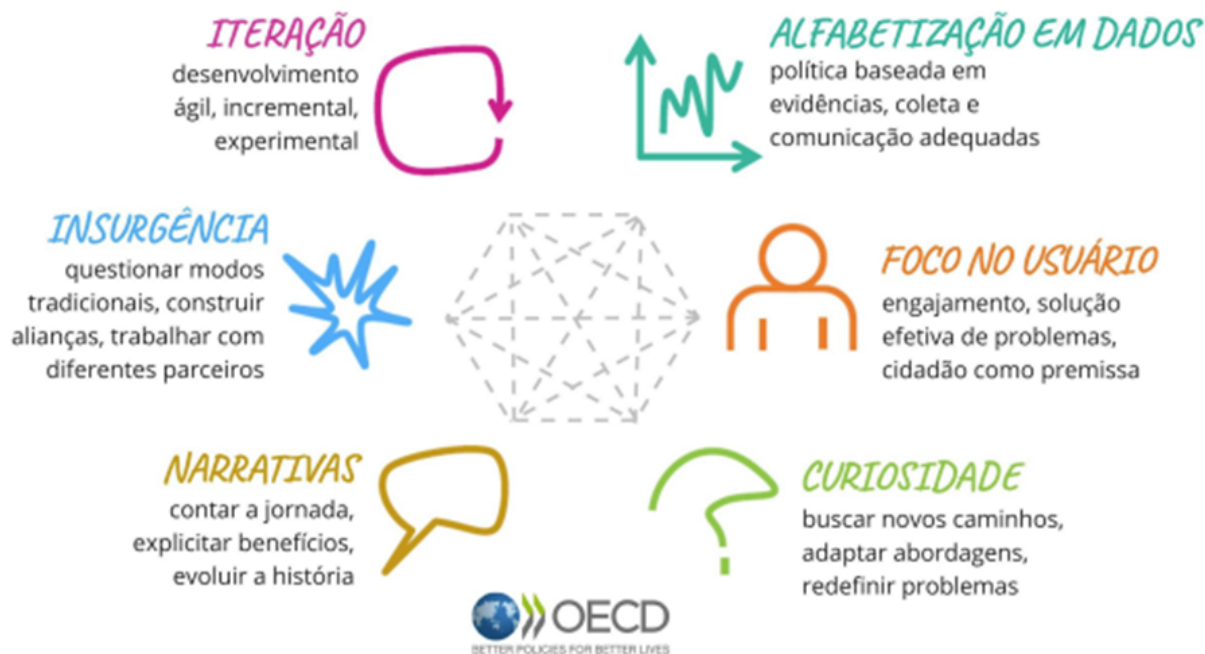 ITERAÇÃO
desenvolvimento
ágil, incremental,
experimental
ALFABETIZAÇÃO EM DADOS
política baseada em
evidências, coleta e
comunicação adequadas
INSURGÊNCIA
questionar modos
tradicionais, construir
alianças, trabalhar com
diferentes parceiros
FOCO NO USUÁRIO
engajamento, solução
efetiva de problemas,
cidadão como premissa
NARRATIVAS
contar a jornada,
explicitar benefícios,
evoluir a história
CURIOSIDADE
buscar novos caminhos,
adaptar abordagens,
redefinir problemas
OECD
BETTER POLICIES FOR BETTER LIVES